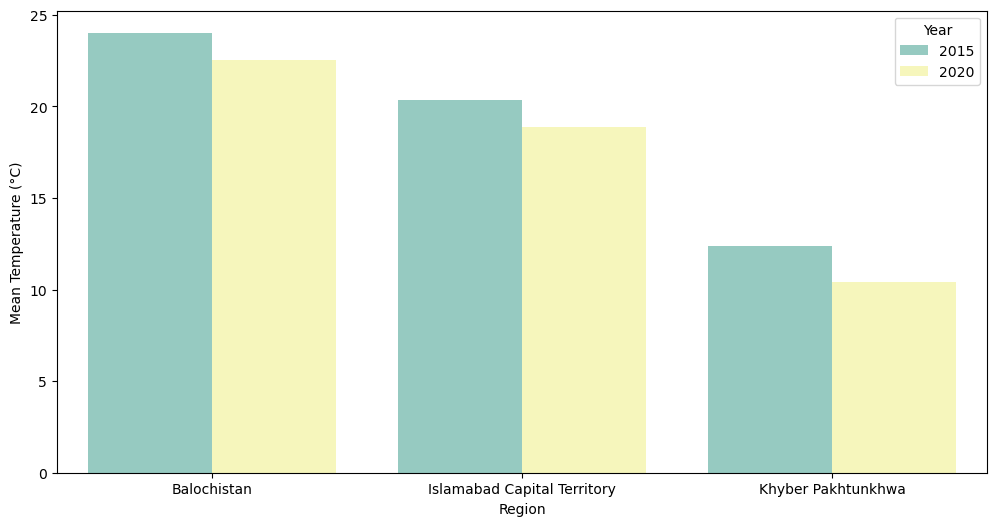 25
20
15
10
5
0
Mean Temperature (°C)
Year
2015
2020
Balochistan
Islamabad Capital Territory
Khyber Pakhtunkhwa
Region